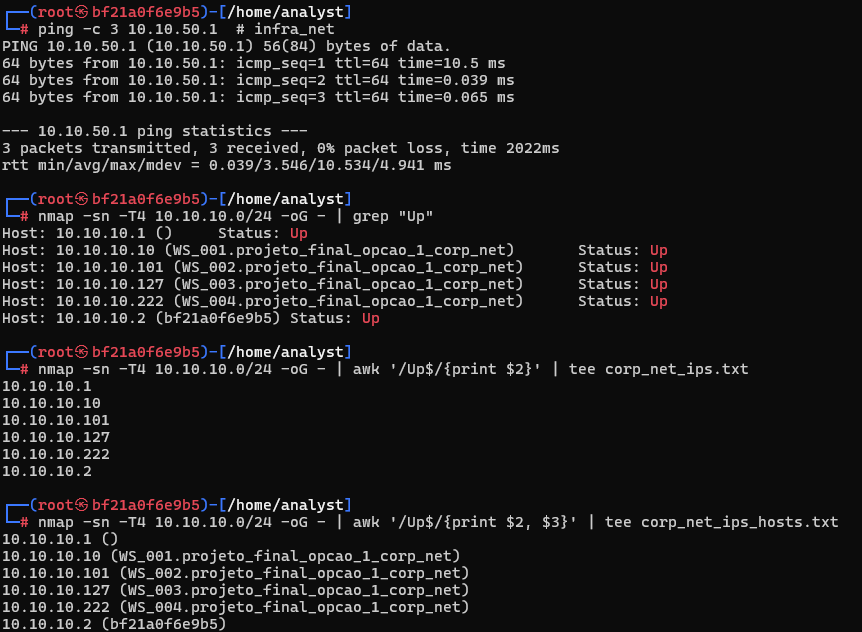 ┌──(root㉿bf21a0f6e9b5)-[/home/analyst]
└─# ping -c 3 10.10.50.1  # infra_net
PING 10.10.50.1 (10.10.50.1) 56(84) bytes of data.
64 bytes from 10.10.50.1: icmp_seq=1 ttl=64 time=10.5 ms
64 bytes from 10.10.50.1: icmp_seq=2 ttl=64 time=0.039 ms
64 bytes from 10.10.50.1: icmp_seq=3 ttl=64 time=0.065 ms

--- 10.10.50.1 ping statistics ---
3 packets transmitted, 3 received, 0% packet loss, time 2022ms
rtt min/avg/max/mdev = 0.039/3.546/10.534/4.941 ms

┌──(root㉿bf21a0f6e9b5)-[/home/analyst]
└─# nmap -sn -T4 10.10.10.0/24 -oG - | grep "Up"
Host: 10.10.10.1 ()     Status: Up
Host: 10.10.10.10 (WS_001.projeto_final_opcao_1_corp_net)       Status: Up
Host: 10.10.10.101 (WS_002.projeto_final_opcao_1_corp_net)      Status: Up
Host: 10.10.10.127 (WS_003.projeto_final_opcao_1_corp_net)      Status: Up
Host: 10.10.10.222 (WS_004.projeto_final_opcao_1_corp_net)      Status: Up
Host: 10.10.10.2 (bf21a0f6e9b5) Status: Up

┌──(root㉿bf21a0f6e9b5)-[/home/analyst]
└─# nmap -sn -T4 10.10.10.0/24 -oG - | awk '/Up$/{print $2}' | tee corp_net_ips.txt
10.10.10.1
10.10.10.10
10.10.10.101
10.10.10.127
10.10.10.222
10.10.10.2

┌──(root㉿bf21a0f6e9b5)-[/home/analyst]
└─# nmap -sn -T4 10.10.10.0/24 -oG - | awk '/Up$/{print $2, $3}' | tee corp_net_ips_hosts.txt
10.10.10.1 ()
10.10.10.10 (WS_001.projeto_final_opcao_1_corp_net)
10.10.10.101 (WS_002.projeto_final_opcao_1_corp_net)
10.10.10.127 (WS_003.projeto_final_opcao_1_corp_net)
10.10.10.222 (WS_004.projeto_final_opcao_1_corp_net)
10.10.10.2 (bf21a0f6e9b5)